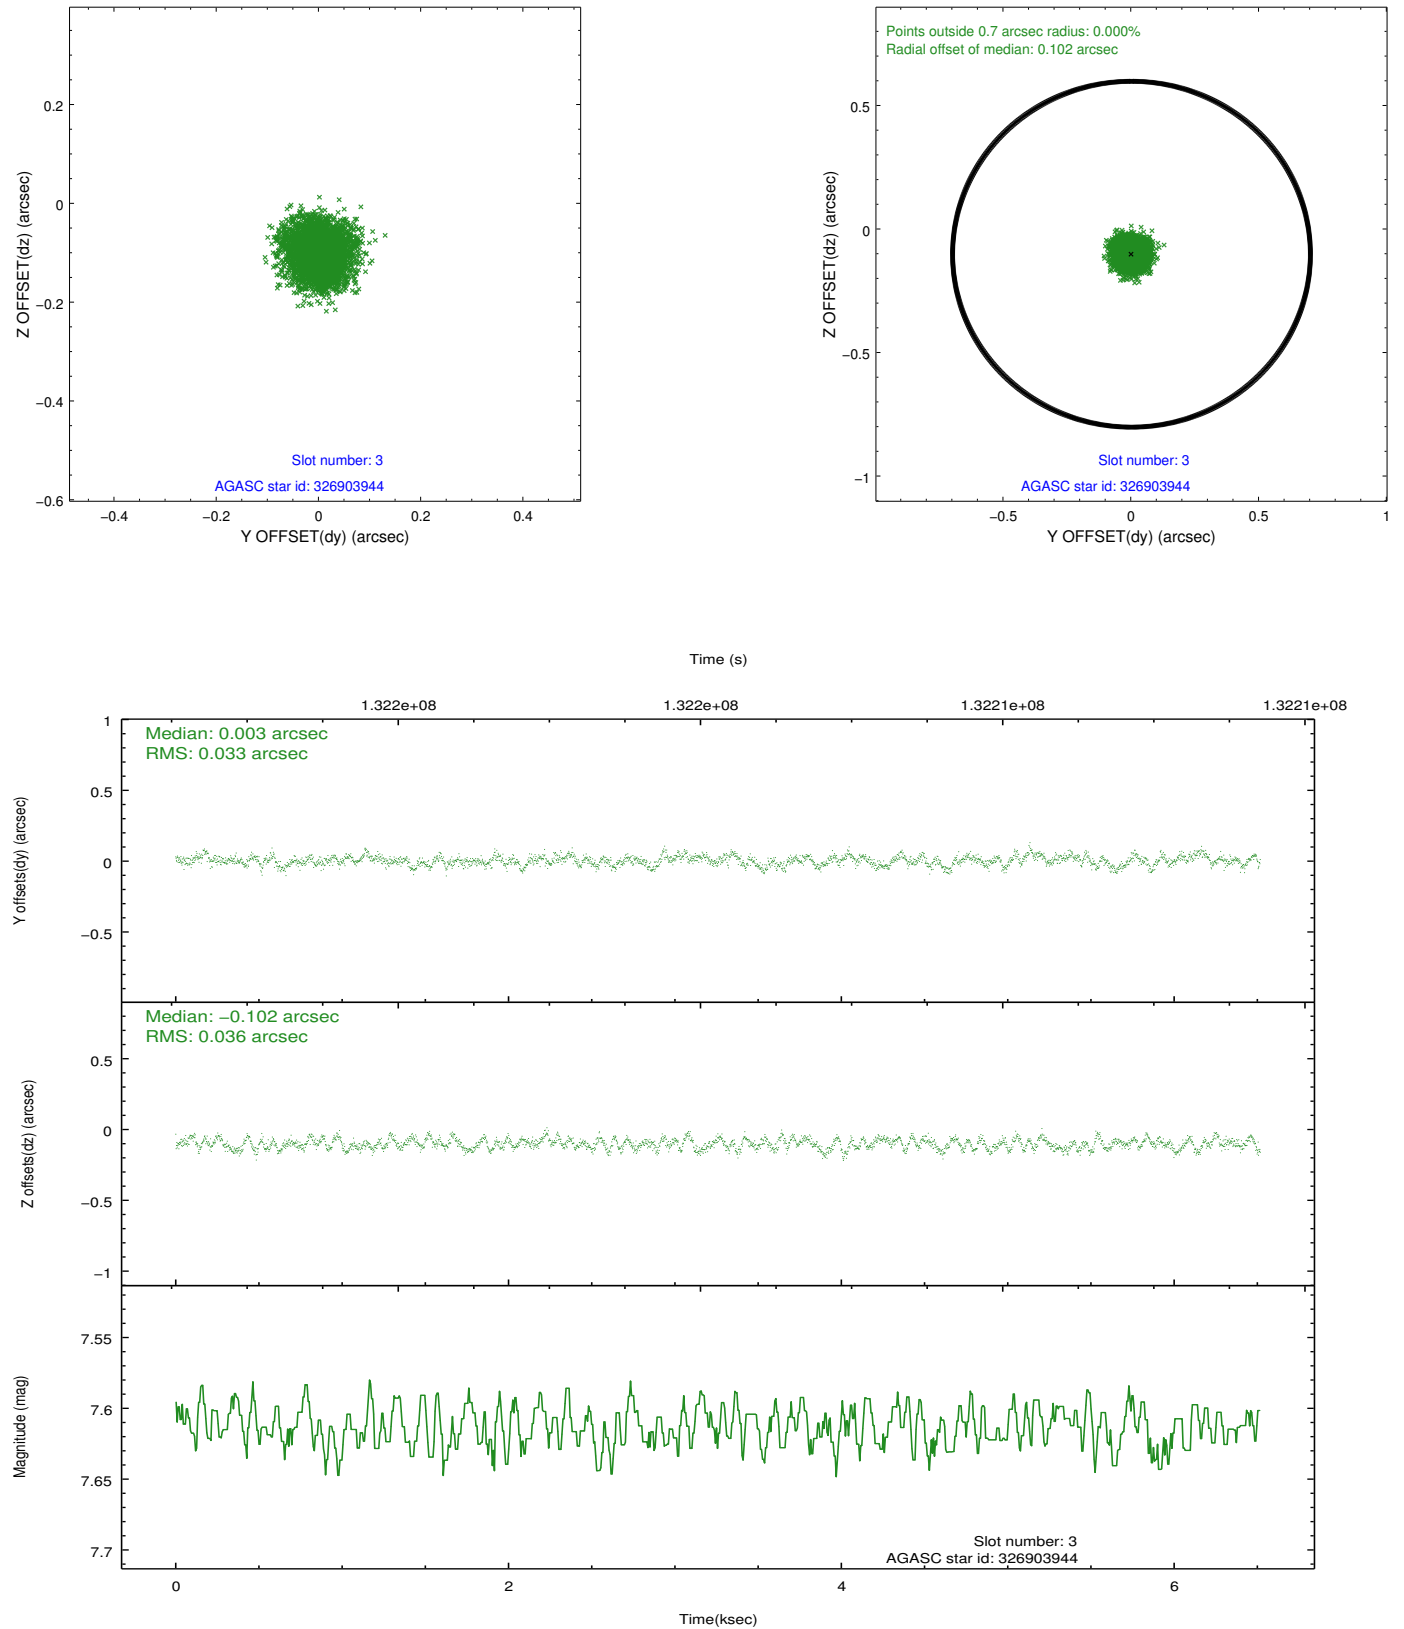 0.2
0
−0.2
−0.4
−0.6
Z OFFSET(dz) (arcsec)
Slot number: 3
AGASC star id: 326903944
−0.4 −0.2 0 0.2 0.4
Y OFFSET(dy) (arcsec)
Points outside 0.7 arcsec radius: 0.000%
Radial offset of median: 0.102 arcsec
0.5
0
−0.5
−1
Z OFFSET(dz) (arcsec)
Slot number: 3
AGASC star id: 326903944
−0.5 0 0.5 1
Y OFFSET(dy) (arcsec)
Time (s)
1.322e+08 1.322e+08 1.3221e+08 1.3221e+08
Median: 0.003 arcsec
RMS: 0.033 arcsec
1
0.5
0
−0.5
Y offsets(dy) (arcsec)
Median: −0.102 arcsec
RMS: 0.036 arcsec
0.5
0
−0.5
−1
Z offsets(dz) (arcsec)
7.55
7.6
7.65
7.7
Magnitude (mag)
Slot number: 3
AGASC star id: 326903944
0 2 4 6
Time(ksec)